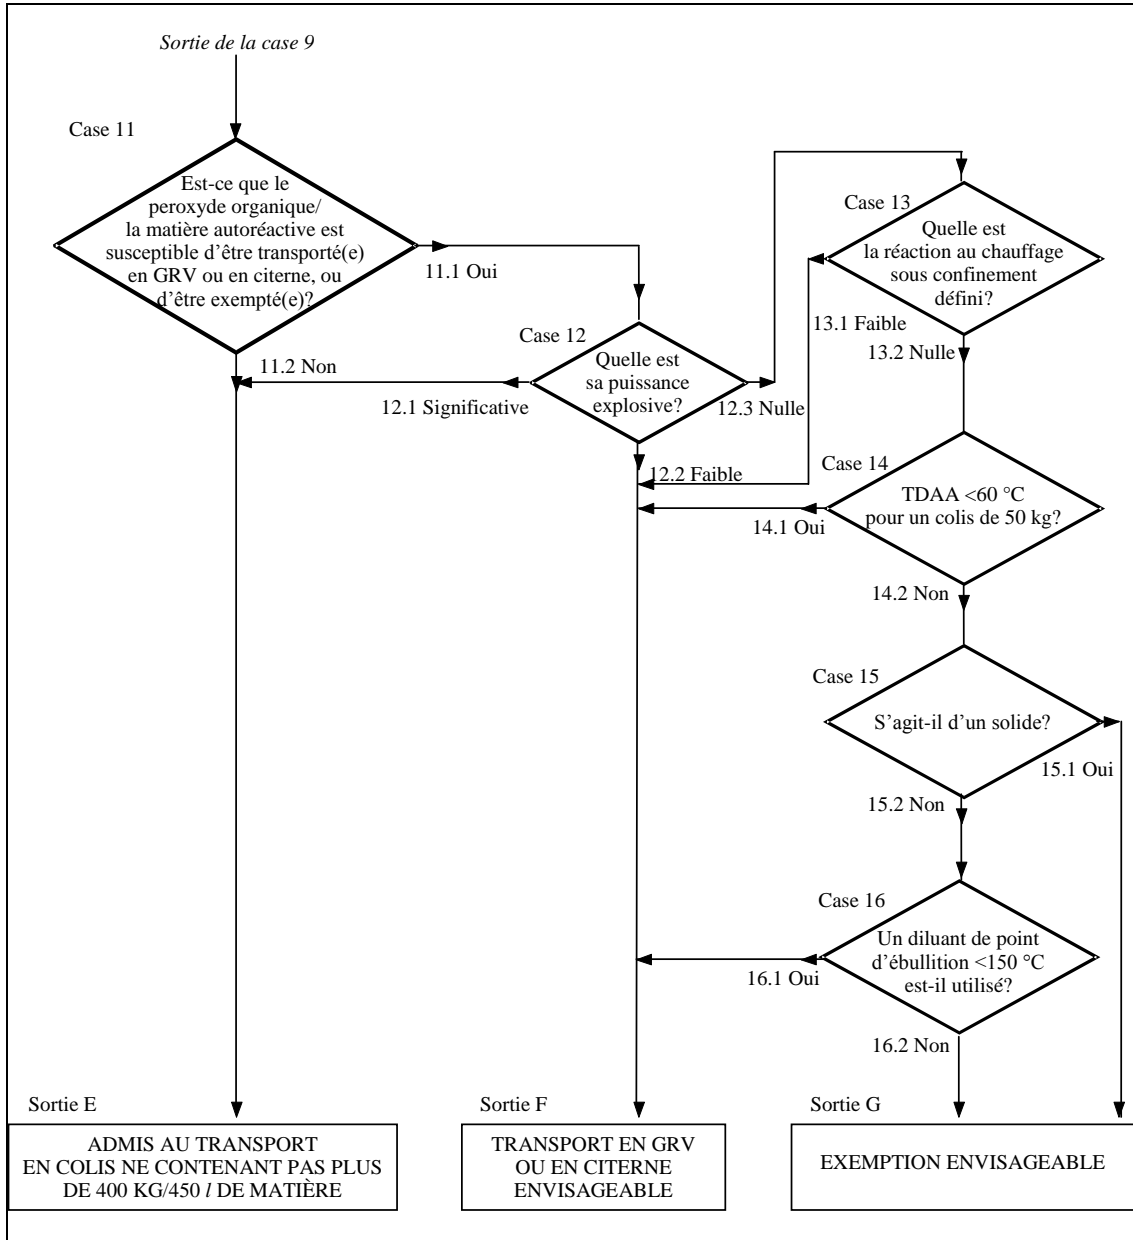 Sortie de la case 9
Case 11
Est-ce que le
peroxyde organique/
la matière autoréactive est
susceptible d'être transporté(e)
en GRV ou en citerne, ou
d'être exempté(e)?
11.1 Oui
11.2 Non
Case 12
Quelle est
sa puissance
explosive?
12.1 Significative
12.3 Nulle
12.2 Faible
Case 13
Quelle est
la réaction au chauffage
sous confinement
défini?
13.1 Faible
13.2 Nulle
Case 14
TDAA <60 °C
pour un colis de 50 kg?
14.1 Oui
14.2 Non
Case 15
S'agit-il d'un solide?
15.1 Oui
15.2 Non
Case 16
Un diluant de point
d'ébullition <150 °C
est-il utilisé?
16.1 Oui
16.2 Non
Sortie E
ADMIS AU TRANSPORT
EN COLIS NE CONTENANT PAS PLUS
DE 400 KG/450 l DE MATIÈRE
Sortie F
TRANSPORT EN GRV
OU EN CITERNE
ENVISAGEABLE
Sortie G
EXEMPTION ENVISAGEABLE